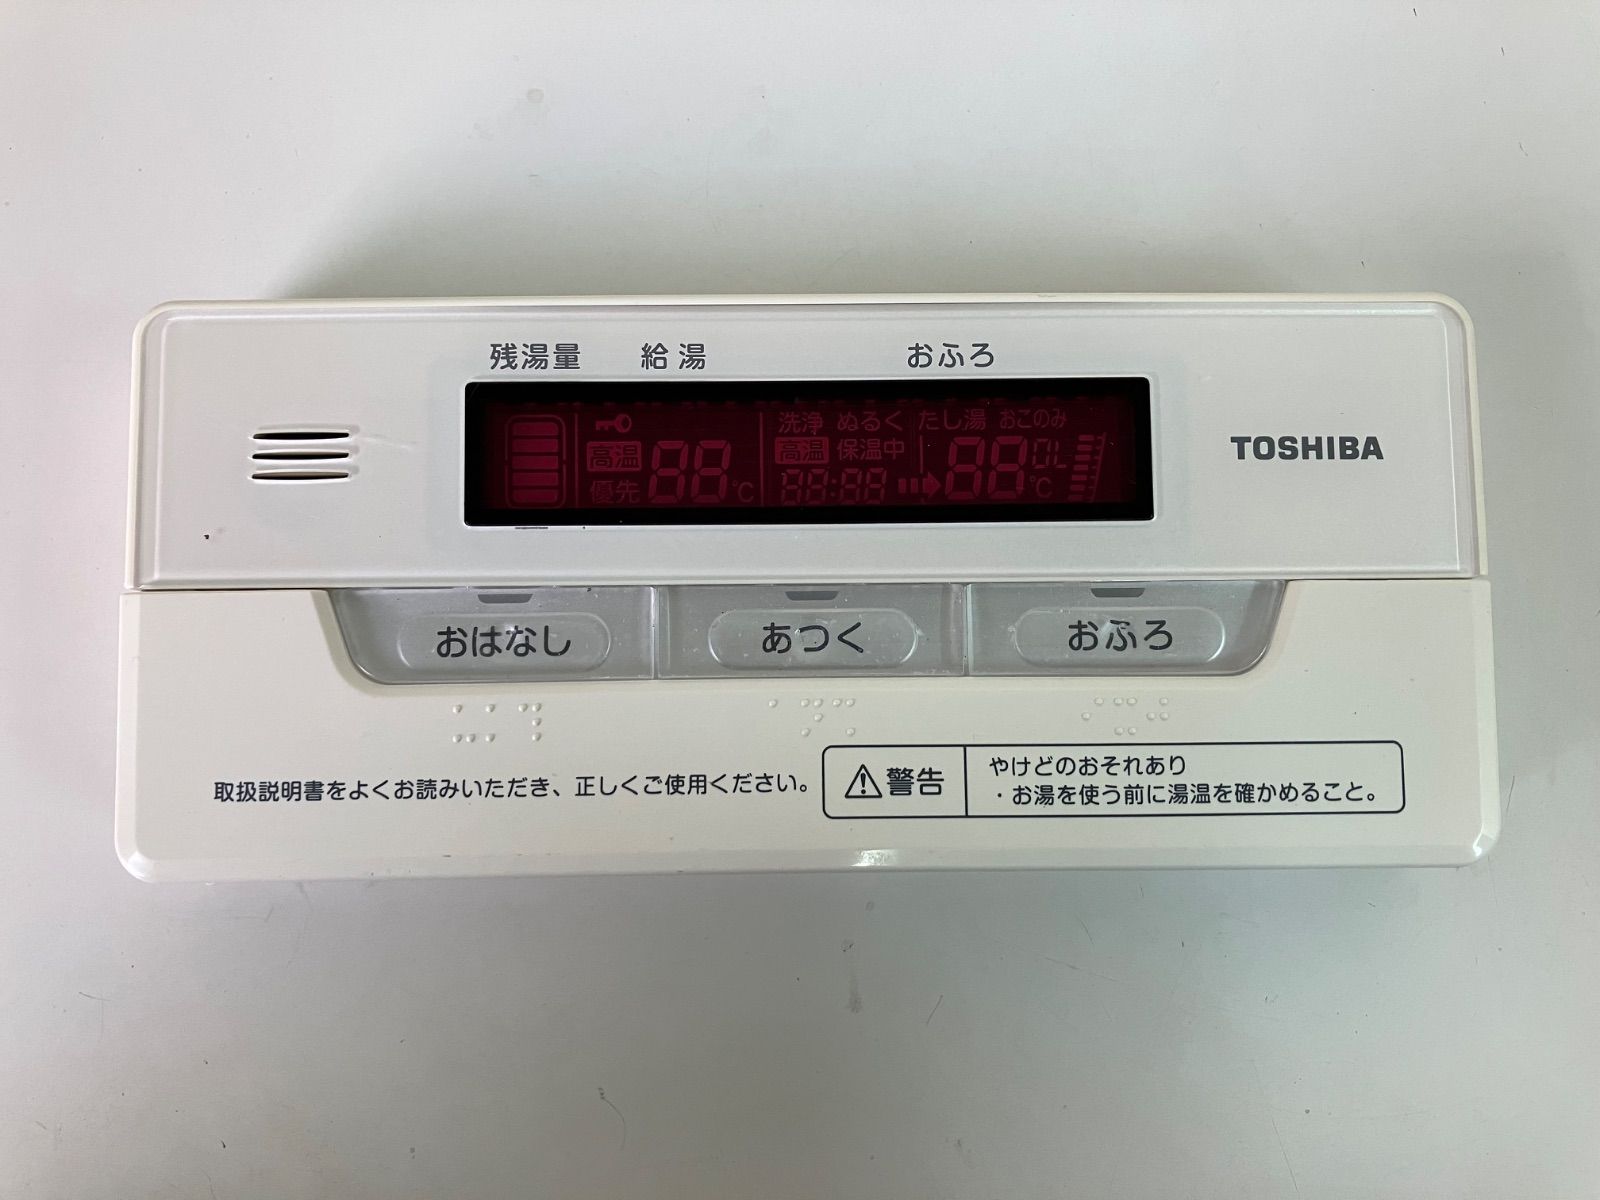 残湯量 給湯 おふろ
洗浄 ぬるく たし湯 おこのみ
高温 88 高温 保温中 88 0L
優先 ℃ 88:88 ℃
TOSHIBA
おはなし あつく おふろ
取扱説明書をよくお読みいただき、正しくご使用ください。
警告
やけどのおそれあり
・お湯を使う前に湯温を確かめること。